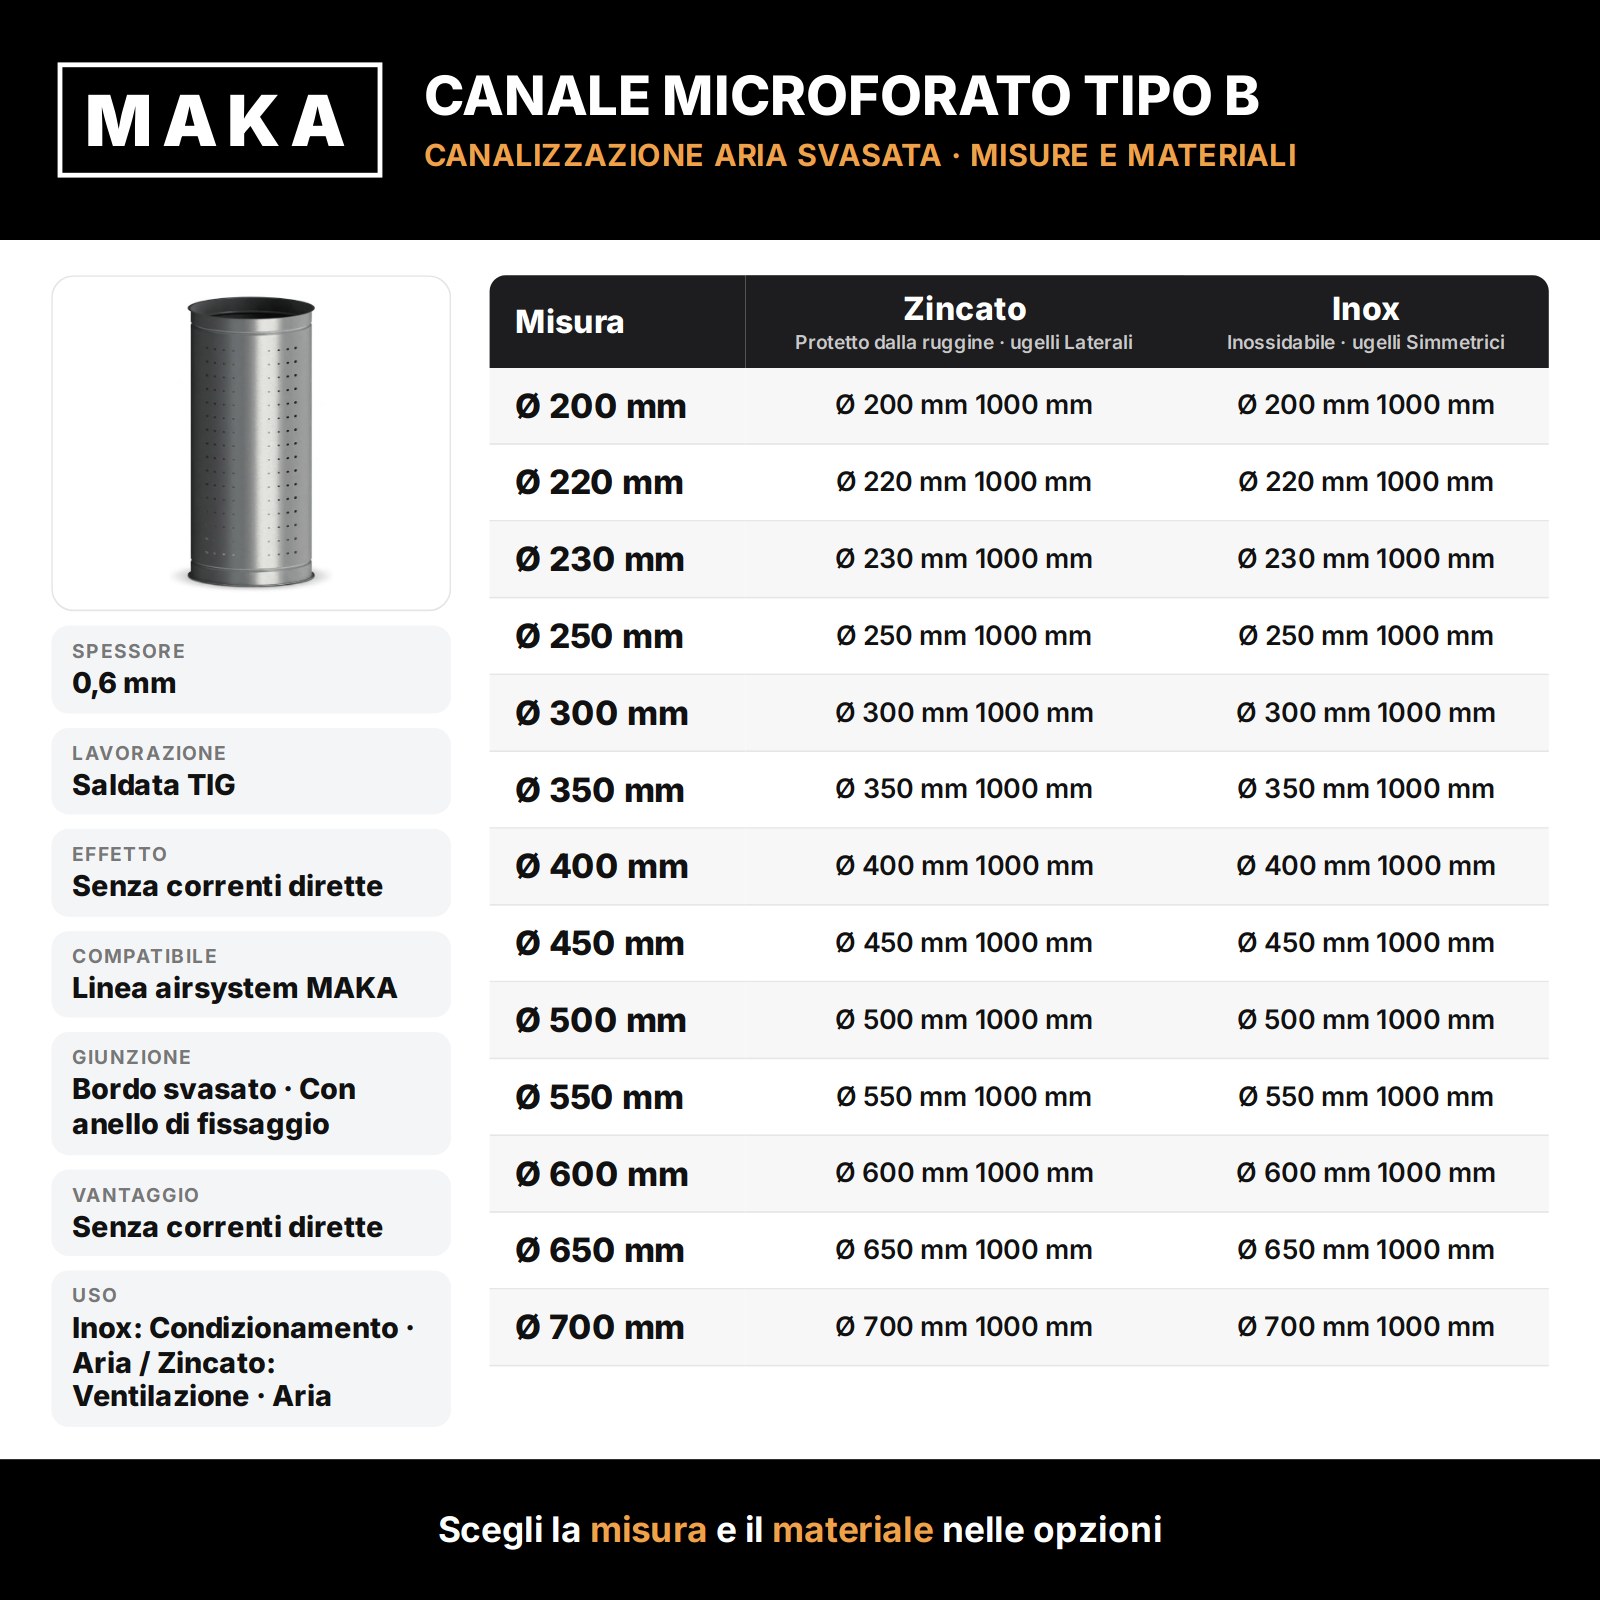 MAKA
CANALE MICROFORATO TIPO B
CANALIZZAZIONE ARIA SVASATA · MISURE E MATERIALI
SPESSORE
0,6 mm
LAVORAZIONE
Saldata TIG
EFFETTO
Senza correnti dirette
COMPATIBILE
Linea airsystem MAKA
GIUNZIONE
Bordo svasato · Con
anello di fissaggio
VANTAGGIO
Senza correnti dirette
USO
Inox: Condizionamento ·
Aria / Zincato:
Ventilazione · Aria
Misura Zincato Inox
Protetto dalla ruggine · ugelli Laterali Inossidabile · ugelli Simmetrici
Ø 200 mm Ø 200 mm 1000 mm Ø 200 mm 1000 mm
Ø 220 mm Ø 220 mm 1000 mm Ø 220 mm 1000 mm
Ø 230 mm Ø 230 mm 1000 mm Ø 230 mm 1000 mm
Ø 250 mm Ø 250 mm 1000 mm Ø 250 mm 1000 mm
Ø 300 mm Ø 300 mm 1000 mm Ø 300 mm 1000 mm
Ø 350 mm Ø 350 mm 1000 mm Ø 350 mm 1000 mm
Ø 400 mm Ø 400 mm 1000 mm Ø 400 mm 1000 mm
Ø 450 mm Ø 450 mm 1000 mm Ø 450 mm 1000 mm
Ø 500 mm Ø 500 mm 1000 mm Ø 500 mm 1000 mm
Ø 550 mm Ø 550 mm 1000 mm Ø 550 mm 1000 mm
Ø 600 mm Ø 600 mm 1000 mm Ø 600 mm 1000 mm
Ø 650 mm Ø 650 mm 1000 mm Ø 650 mm 1000 mm
Ø 700 mm Ø 700 mm 1000 mm Ø 700 mm 1000 mm
Scegli la misura e il materiale nelle opzioni